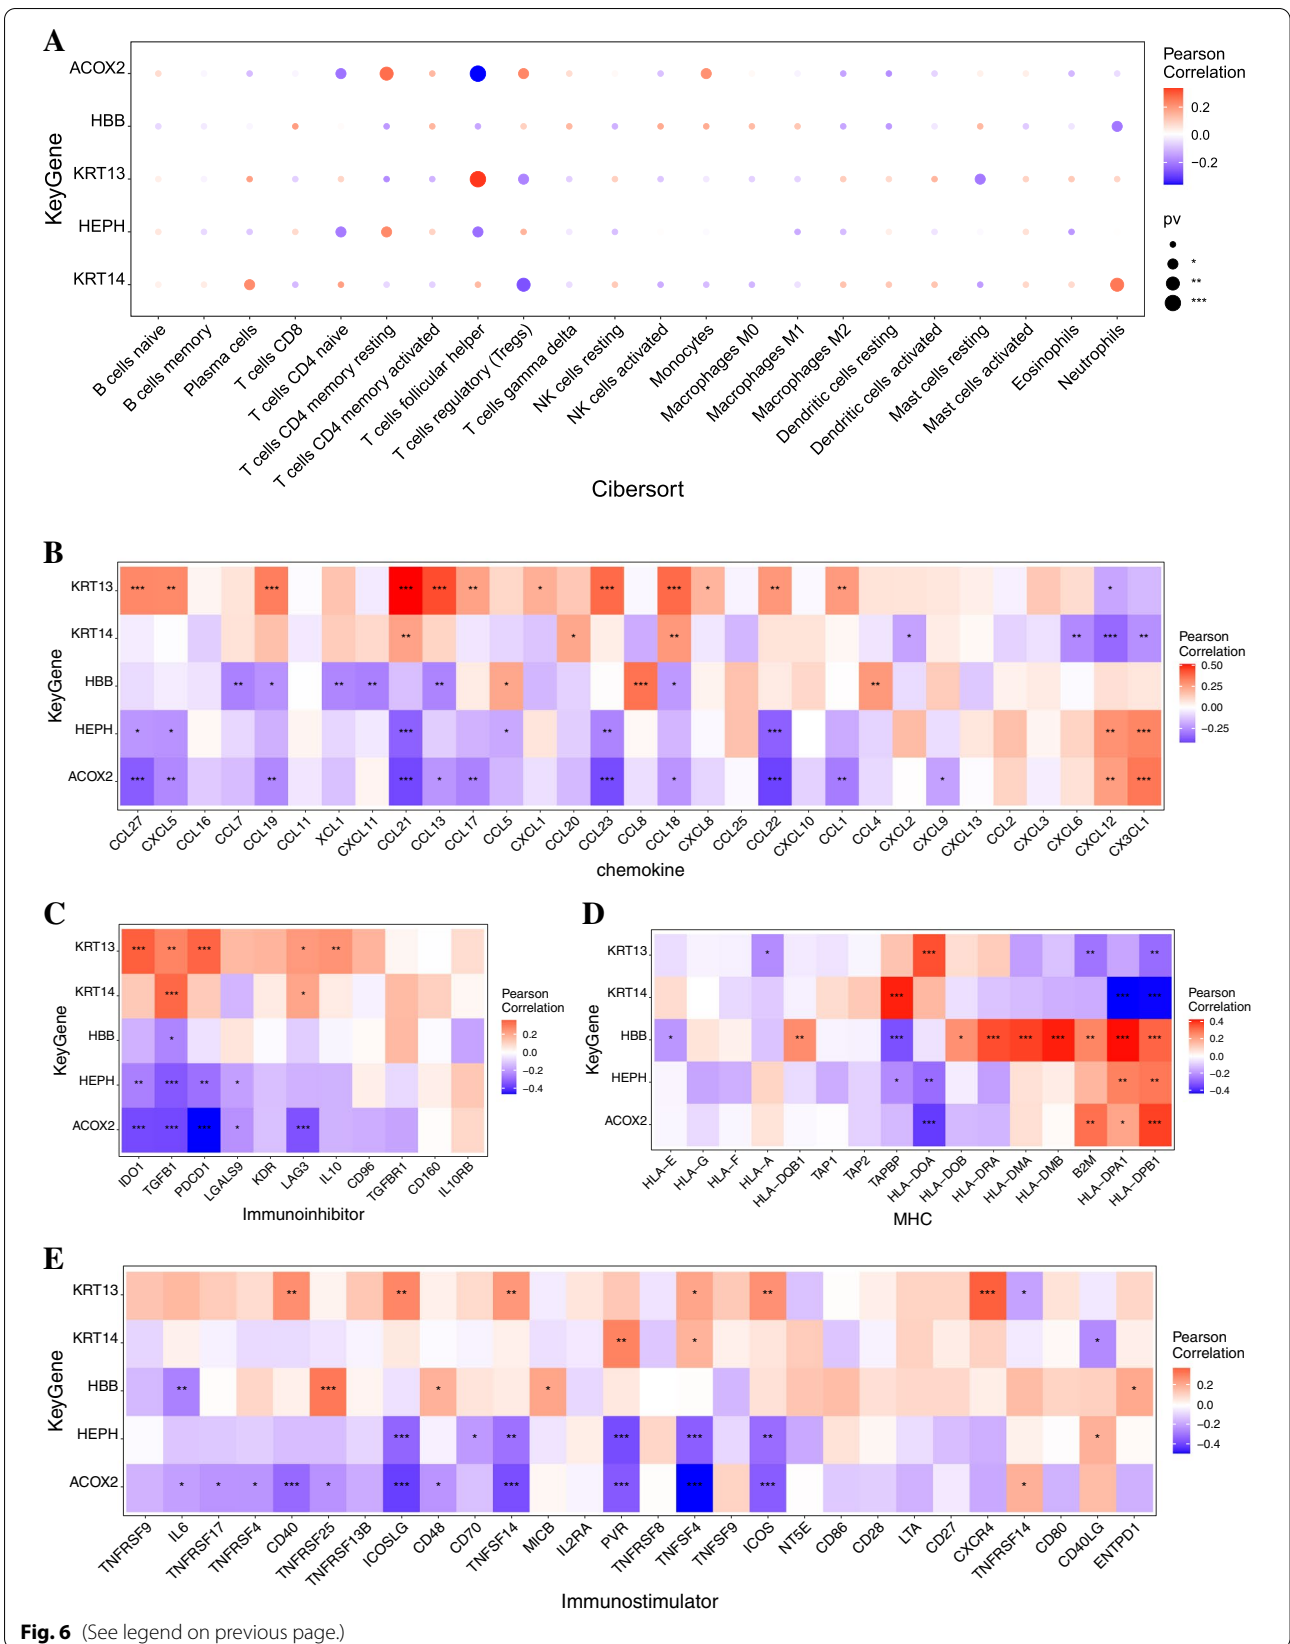 A
KeyGene
ACOX2
HBB
KRT13
HEPH
KRT14
B cells naive
B cells memory
Plasma cells
T cells CD8
T cells CD4 naive
T cells CD4 memory resting
T cells CD4 memory activated
T cells follicular helper
T cells regulatory (Tregs)
T cells gamma delta
NK cells resting
NK cells activated
Monocytes
Macrophages M0
Macrophages M1
Macrophages M2
Dendritic cells resting
Dendritic cells activated
Mast cells resting
Mast cells activated
Eosinophils
Neutrophils
Cibersort
Pearson
Correlation
0.2
0.0
−0.2
pv
*
**
***
B
KeyGene
KRT13 *** ** *** *** *** ** * *** *** * ** ** *
KRT14 ** * ** * ** *** **
HBB ** * ** ** ** * *** * **
HEPH * * *** * ** *** ** ***
ACOX2 *** ** ** *** * ** *** * *** ** * ** ***
CCL27
CXCL5
CCL16
CCL7
CCL19
CCL11
XCL1
CXCL11
CCL21
CCL13
CCL17
CCL5
CXCL1
CCL20
CCL23
CCL8
CCL18
CXCL8
CCL25
CCL22
CXCL10
CCL1
CCL4
CXCL2
CXCL9
CXCL13
CCL2
CXCL3
CXCL6
CXCL12
CX3CL1
chemokine
Pearson
Correlation
0.50
0.25
0.00
−0.25
C
KeyGene
KRT13 *** ** *** * **
KRT14 *** *
HBB *
HEPH ** *** ** *
ACOX2 *** *** *** * ***
IDO1
TGFB1
PDCD1
LGALS9
KDR
LAG3
IL10
CD96
TGFBR1
CD160
IL10RB
Immunoinhibitor
Pearson
Correlation
0.2
0.0
−0.2
−0.4
D
KeyGene
KRT13 * *** ** **
KRT14 *** *** ***
HBB * ** *** * *** *** *** ** *** ***
HEPH * ** ** **
ACOX2 *** ** * ***
HLA−E
HLA−G
HLA−F
HLA−A
HLA−DQB1
TAP1
TAP2
TAPBP
HLA−DOA
HLA−DOB
HLA−DRA
HLA−DMA
HLA−DMB
B2M
HLA−DPA1
HLA−DPB1
MHC
Pearson
Correlation
0.4
0.2
0.0
−0.2
−0.4
E
KeyGene
KRT13 ** ** ** * ** *** *
KRT14 ** * *
HBB ** *** * * *
HEPH *** * ** *** *** ** *
ACOX2 * * * *** * *** * *** *** *** *** *
TNFRSF9
IL6
TNFRSF17
TNFRSF4
CD40
TNFRSF25
TNFRSF13B
ICOSLG
CD48
CD70
TNFSF14
MICB
IL2RA
PVR
TNFRSF8
TNFSF4
TNFSF9
ICOS
NT5E
CD86
CD28
LTA
CD27
CXCR4
TNFRSF14
CD80
CD40LG
ENTPD1
Immunostimulator
Pearson
Correlation
0.2
0.0
−0.2
−0.4
Fig. 6 (See legend on previous page.)